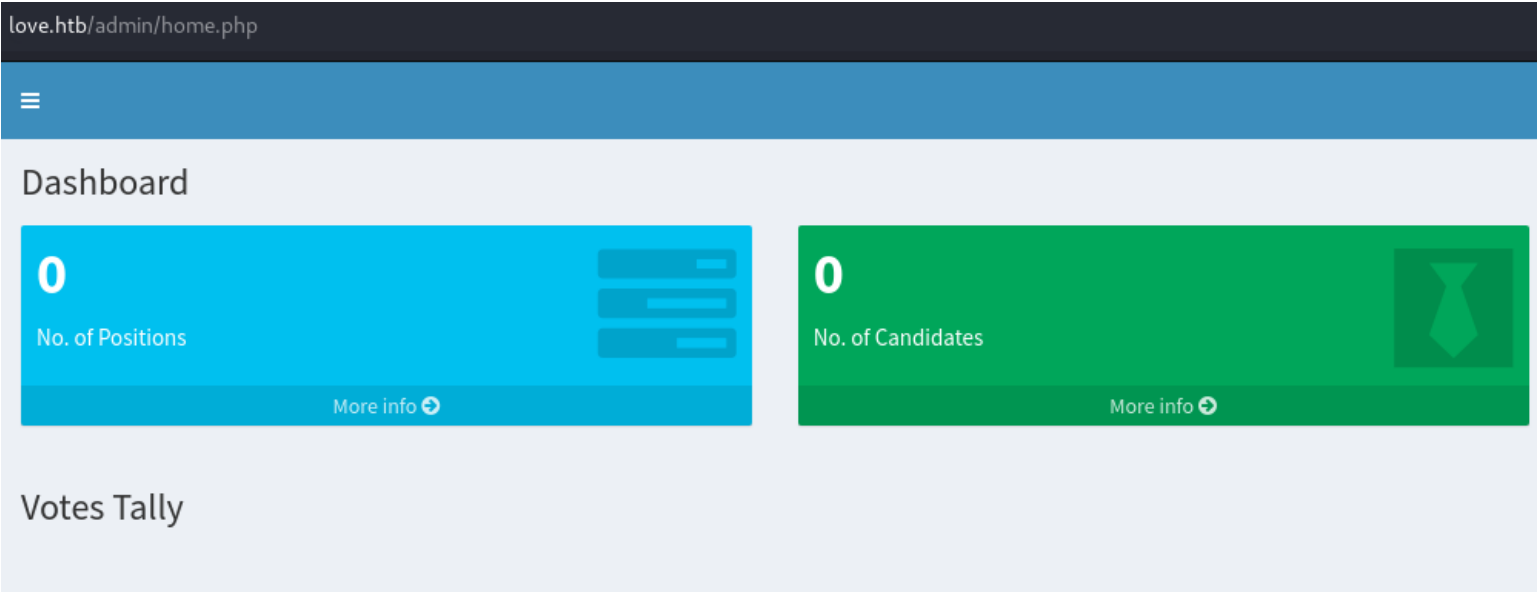 love.htb/admin/home.php
Dashboard
0
No. of Positions
More info
0
No. of Candidates
More info
Votes Tally